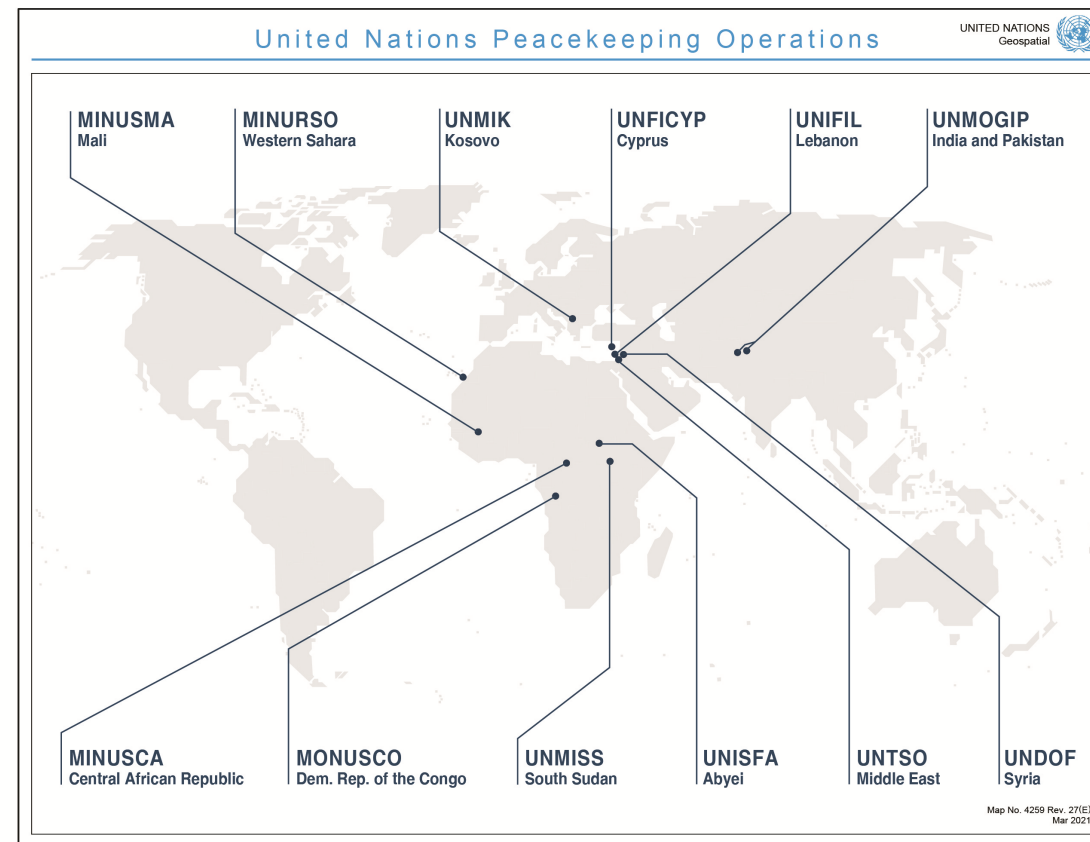 United Nations Peacekeeping Operations
UNITED NATIONS
Geospatial
MINUSMA
Mali
MINURSO
Western Sahara
UNMIK
Kosovo
UNFICYP
Cyprus
UNIFIL
Lebanon
UNMOGIP
India and Pakistan
MINUSCA
Central African Republic
MONUSCO
Dem. Rep. of the Congo
UNMISS
South Sudan
UNISFA
Abyei
UNTSO
Middle East
UNDOF
Syria
Map No. 4259 Rev. 27(E)
Mar 2021